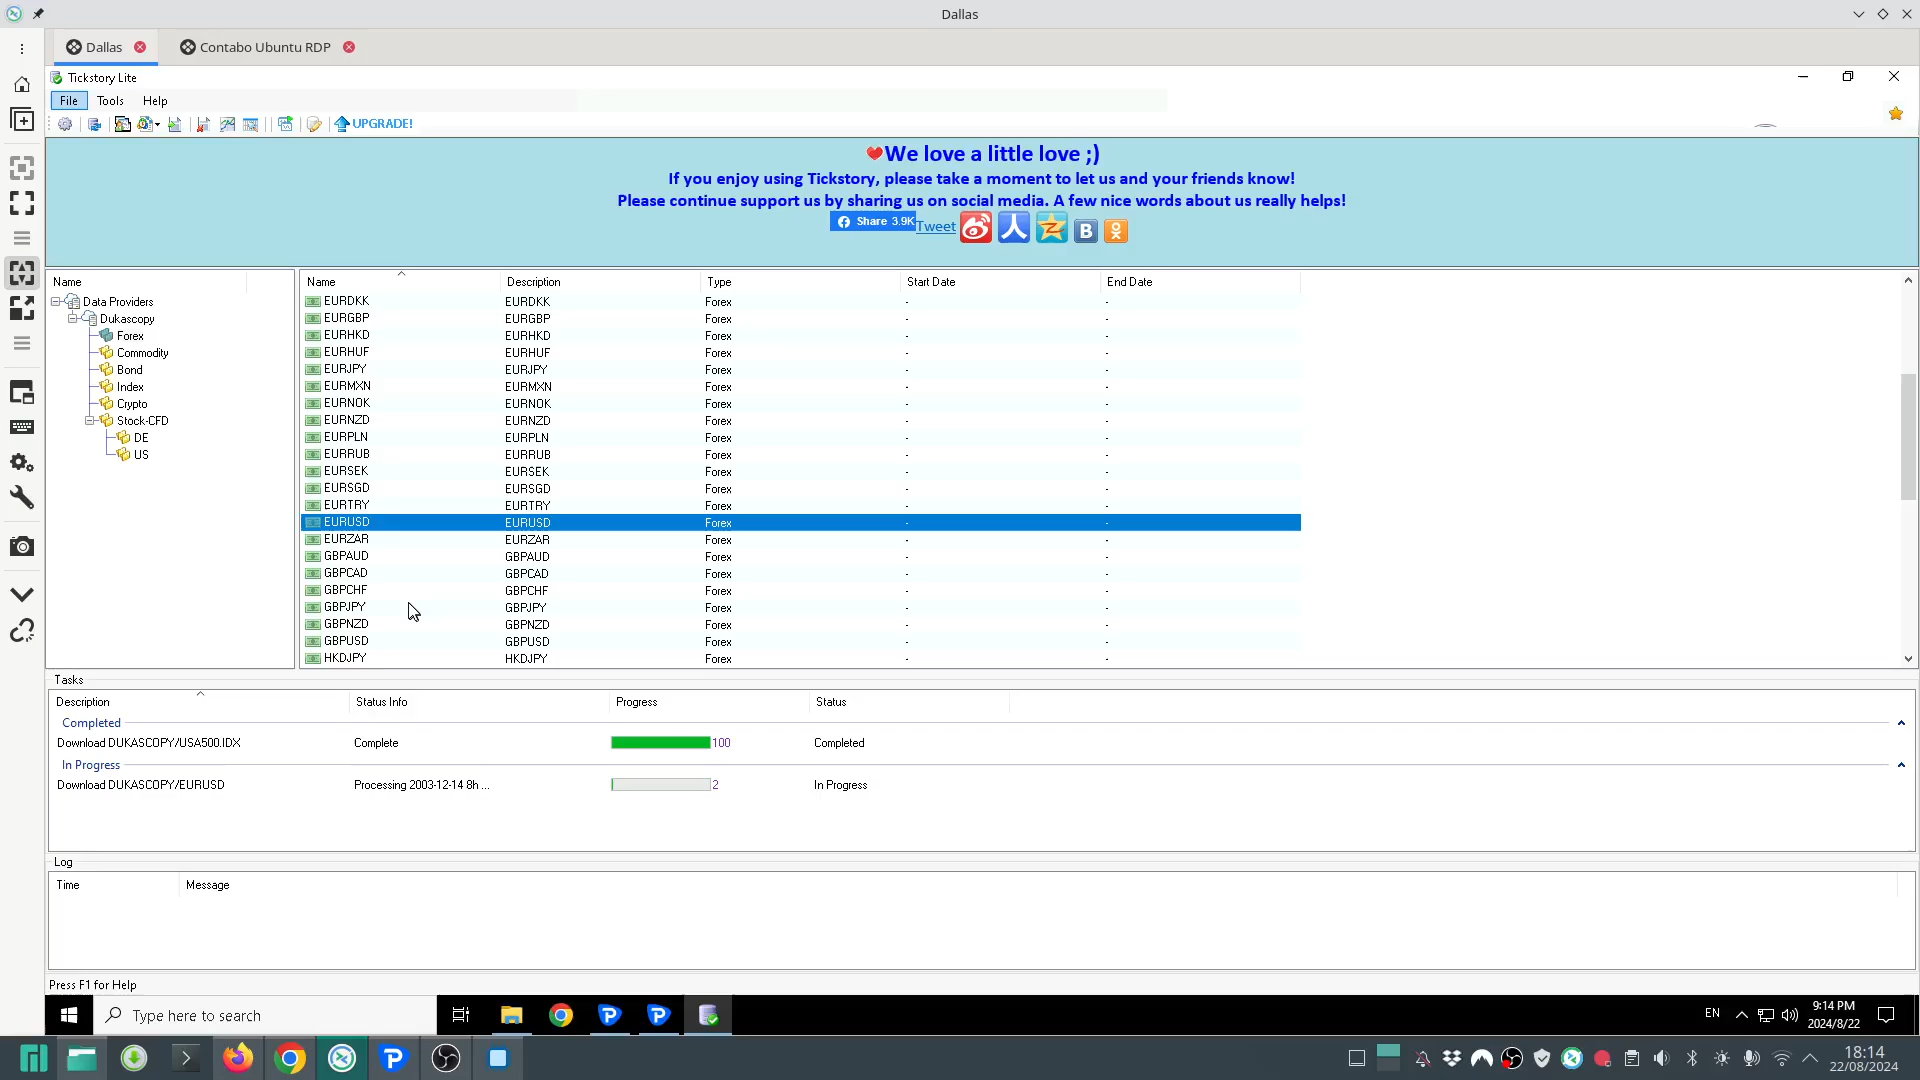 Dallas
Dallas
Contabo Ubuntu RDP
Tickstory Lite
File Tools Help
UPGRADE!
We love a little love ;)
If you enjoy using Tickstory, please take a moment to let us and your friends know!
Please continue support us by sharing us on social media. A few nice words about us really helps!
Share 3.9K Tweet
Name
Data Providers
Dukascopy
Forex
Commodity
Bond
Index
Crypto
Stock-CFD
DE
US
Name Description Type Start Date End Date
EURDKK EURDKK Forex - -
EURGBP EURGBP Forex - -
EURHKD EURHKD Forex - -
EURHUF EURHUF Forex - -
EURJPY EURJPY Forex - -
EURMXN EURMXN Forex - -
EURNOK EURNOK Forex - -
EURNZD EURNZD Forex - -
EURPLN EURPLN Forex - -
EURRUB EURRUB Forex - -
EURSEK EURSEK Forex - -
EURSGD EURSGD Forex - -
EURTRY EURTRY Forex - -
EURUSD EURUSD Forex - -
EURZAR EURZAR Forex - -
GBPAUD GBPAUD Forex - -
GBPCAD GBPCAD Forex - -
GBPCHF GBPCHF Forex - -
GBPJPY GBPJPY Forex - -
GBPNZD GBPNZD Forex - -
GBPUSD GBPUSD Forex - -
HKDJPY HKDJPY Forex - -
Tasks
Description Status Info Progress Status
Completed
Download DUKASCOPY/USA500.IDX Complete 100 Completed
In Progress
Download DUKASCOPY/EURUSD Processing 2003-12-14 8h ... 2 In Progress
Log
Time Message
Press F1 for Help
Type here to search
EN
9:14 PM
2024/8/22
18:14
22/08/2024